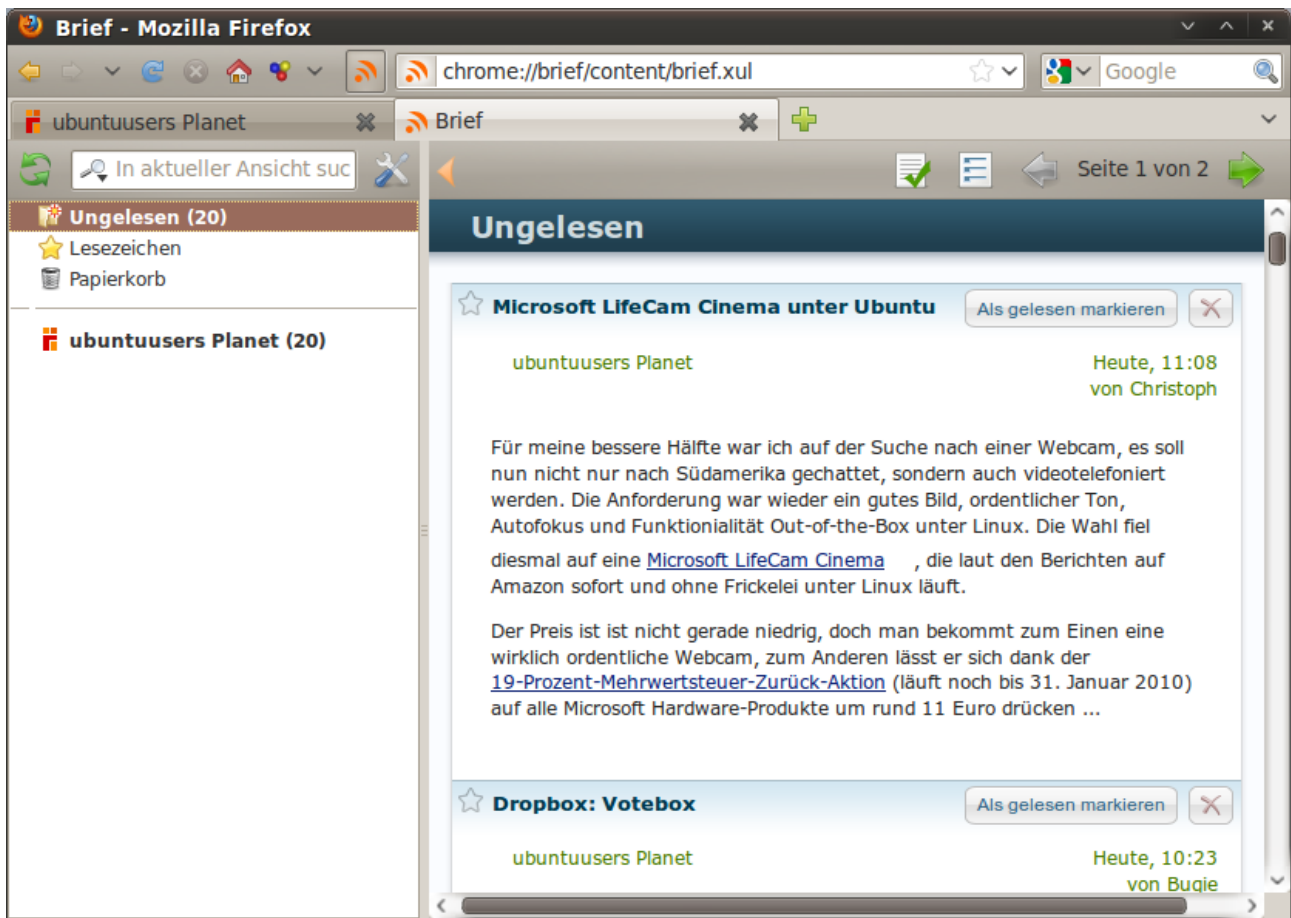 Brief - Mozilla Firefox
chrome://brief/content/brief.xul
Google
ubuntuusers Planet
Brief
In aktueller Ansicht suc
Seite 1 von 2
Ungelesen (20)
Lesezeichen
Papierkorb
ubuntuusers Planet (20)
Ungelesen
Microsoft LifeCam Cinema unter Ubuntu
Als gelesen markieren
ubuntuusers Planet
Heute, 11:08
von Christoph
Für meine bessere Hälfte war ich auf der Suche nach einer Webcam, es soll
nun nicht nur nach Südamerika gechattet, sondern auch videotelefoniert
werden. Die Anforderung war wieder ein gutes Bild, ordentlicher Ton,
Autofokus und Funktionialität Out-of-the-Box unter Linux. Die Wahl fiel
diesmal auf eine Microsoft LifeCam Cinema , die laut den Berichten auf
Amazon sofort und ohne Frickelei unter Linux läuft.
Der Preis ist ist nicht gerade niedrig, doch man bekommt zum Einen eine
wirklich ordentliche Webcam, zum Anderen lässt er sich dank der
19-Prozent-Mehrwertsteuer-Zurück-Aktion (läuft noch bis 31. Januar 2010)
auf alle Microsoft Hardware-Produkte um rund 11 Euro drücken ...
Dropbox: Votebox
Als gelesen markieren
ubuntuusers Planet
Heute, 10:23
von Bugie